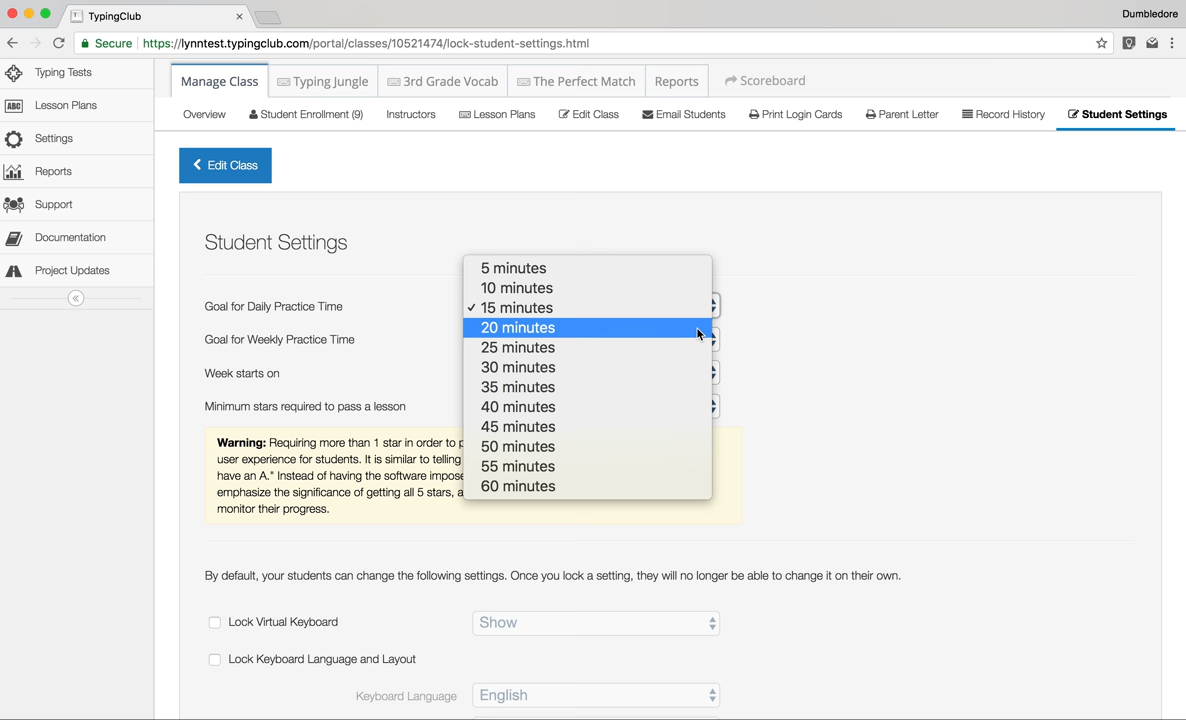 TypingClub
Dumbledore
Secure
https://lynntest.typingclub.com/portal/classes/10521474/lock-student-settings.html
Typing Tests
ABC
Lesson Plans
Settings
Reports
Support
Documentation
Project Updates
Manage Class
Typing Jungle
3rd Grade Vocab
The Perfect Match
Reports
Scoreboard
Overview
Student Enrollment (9)
Instructors
Lesson Plans
Edit Class
Email Students
Print Login Cards
Parent Letter
Record History
Student Settings
Edit Class
Student Settings
Goal for Daily Practice Time
Goal for Weekly Practice Time
Week starts on
Minimum stars required to pass a lesson
5 minutes
10 minutes
✓ 15 minutes
20 minutes
25 minutes
30 minutes
35 minutes
40 minutes
45 minutes
50 minutes
55 minutes
60 minutes
Warning: Requiring more than 1 star in order to
user experience for students. It is similar to telling
have an A." Instead of having the software
emphasize the significance of getting all 5 stars,
monitor their progress.
By default, your students can change the following settings. Once you lock a setting, they will no longer be able to change it on their own.
Lock Virtual Keyboard
Show
Lock Keyboard Language and Layout
Keyboard Language
English